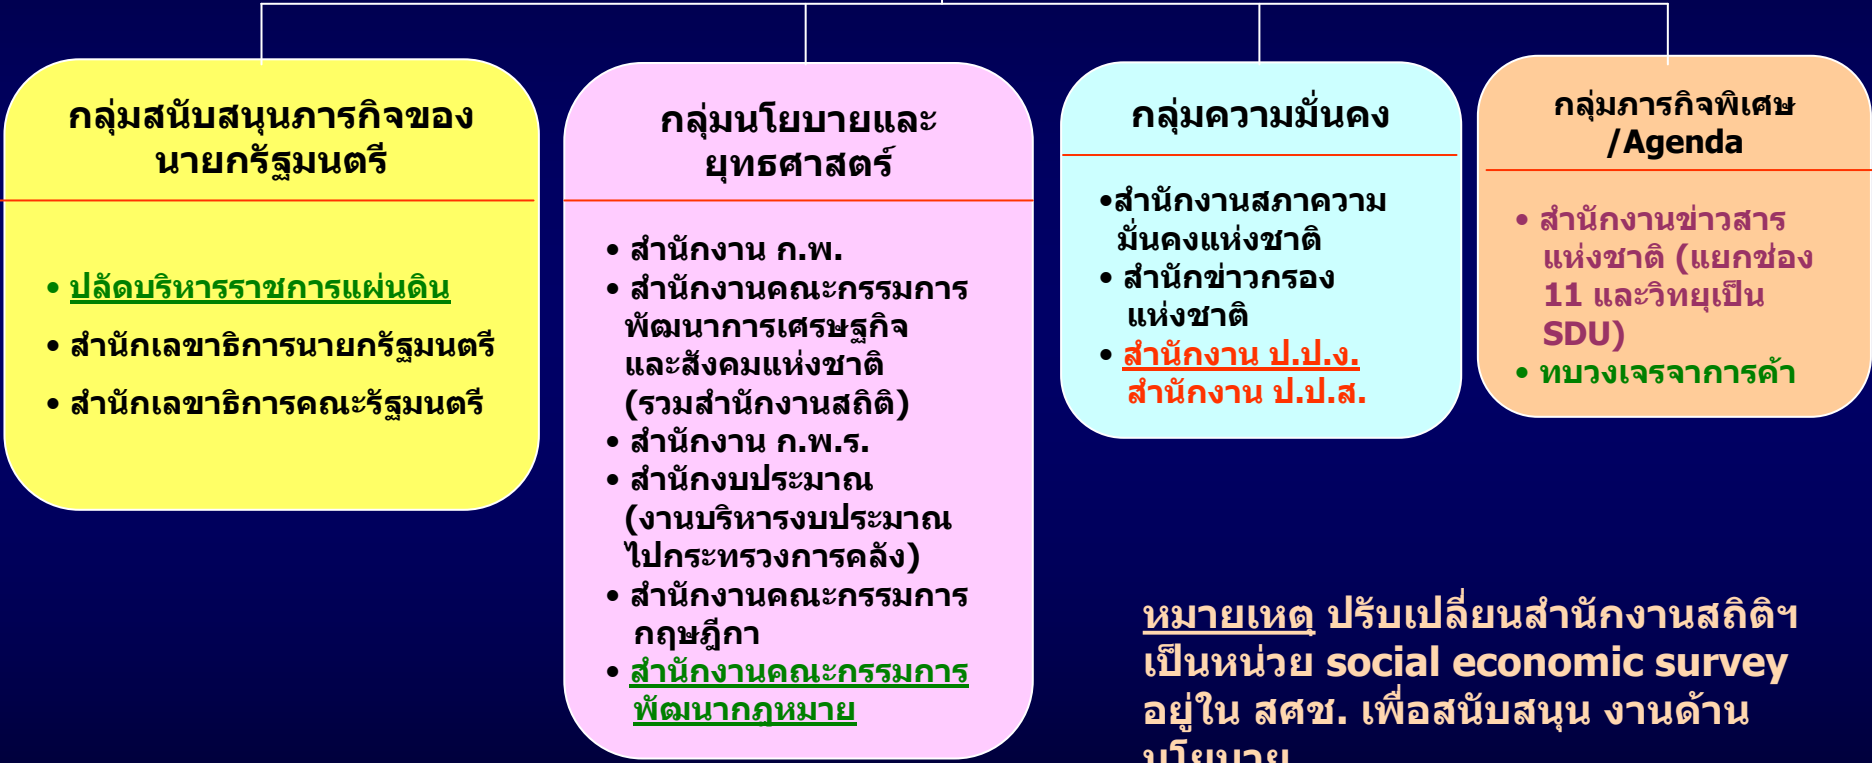 กลุ่มสนับสนุนภารกิจของ
นายกรัฐมนตรี
• ปลัดบริหารราชการแผ่นดิน
• สำนักเลขาธิการนายกรัฐมนตรี
• สำนักเลขาธิการคณะรัฐมนตรี
กลุ่มนโยบายและ
ยุทธศาสตร์
• สำนักงาน ก.พ.
• สำนักงานคณะกรรมการ
พัฒนาการเศรษฐกิจ
และสังคมแห่งชาติ
(รวมสำนักงานสถิติ)
• สำนักงาน ก.พ.ร.
• สำนักงบประมาณ
(งานบริหารงบประมาณ
ไปกระทรวงการคลัง)
• สำนักงานคณะกรรมการ
กฤษฎีกา
• สำนักงานคณะกรรมการ
พัฒนากฎหมาย
กลุ่มความมั่นคง
•สำนักงานสภาความ
มั่นคงแห่งชาติ
• สำนักข่าวกรอง
แห่งชาติ
• สำนักงาน ป.ป.ง.
สำนักงาน ป.ป.ส.
กลุ่มภารกิจพิเศษ
/Agenda
• สำนักงานข่าวสาร
แห่งชาติ (แยกช่อง
11 และวิทยุเป็น
SDU)
• ทบวงเจรจาการค้า
หมายเหตุ ปรับเปลี่ยนสำนักงานสถิติฯ
เป็นหน่วย social economic survey
อยู่ใน สศช. เพื่อสนับสนุน งานด้าน
นโยบาย